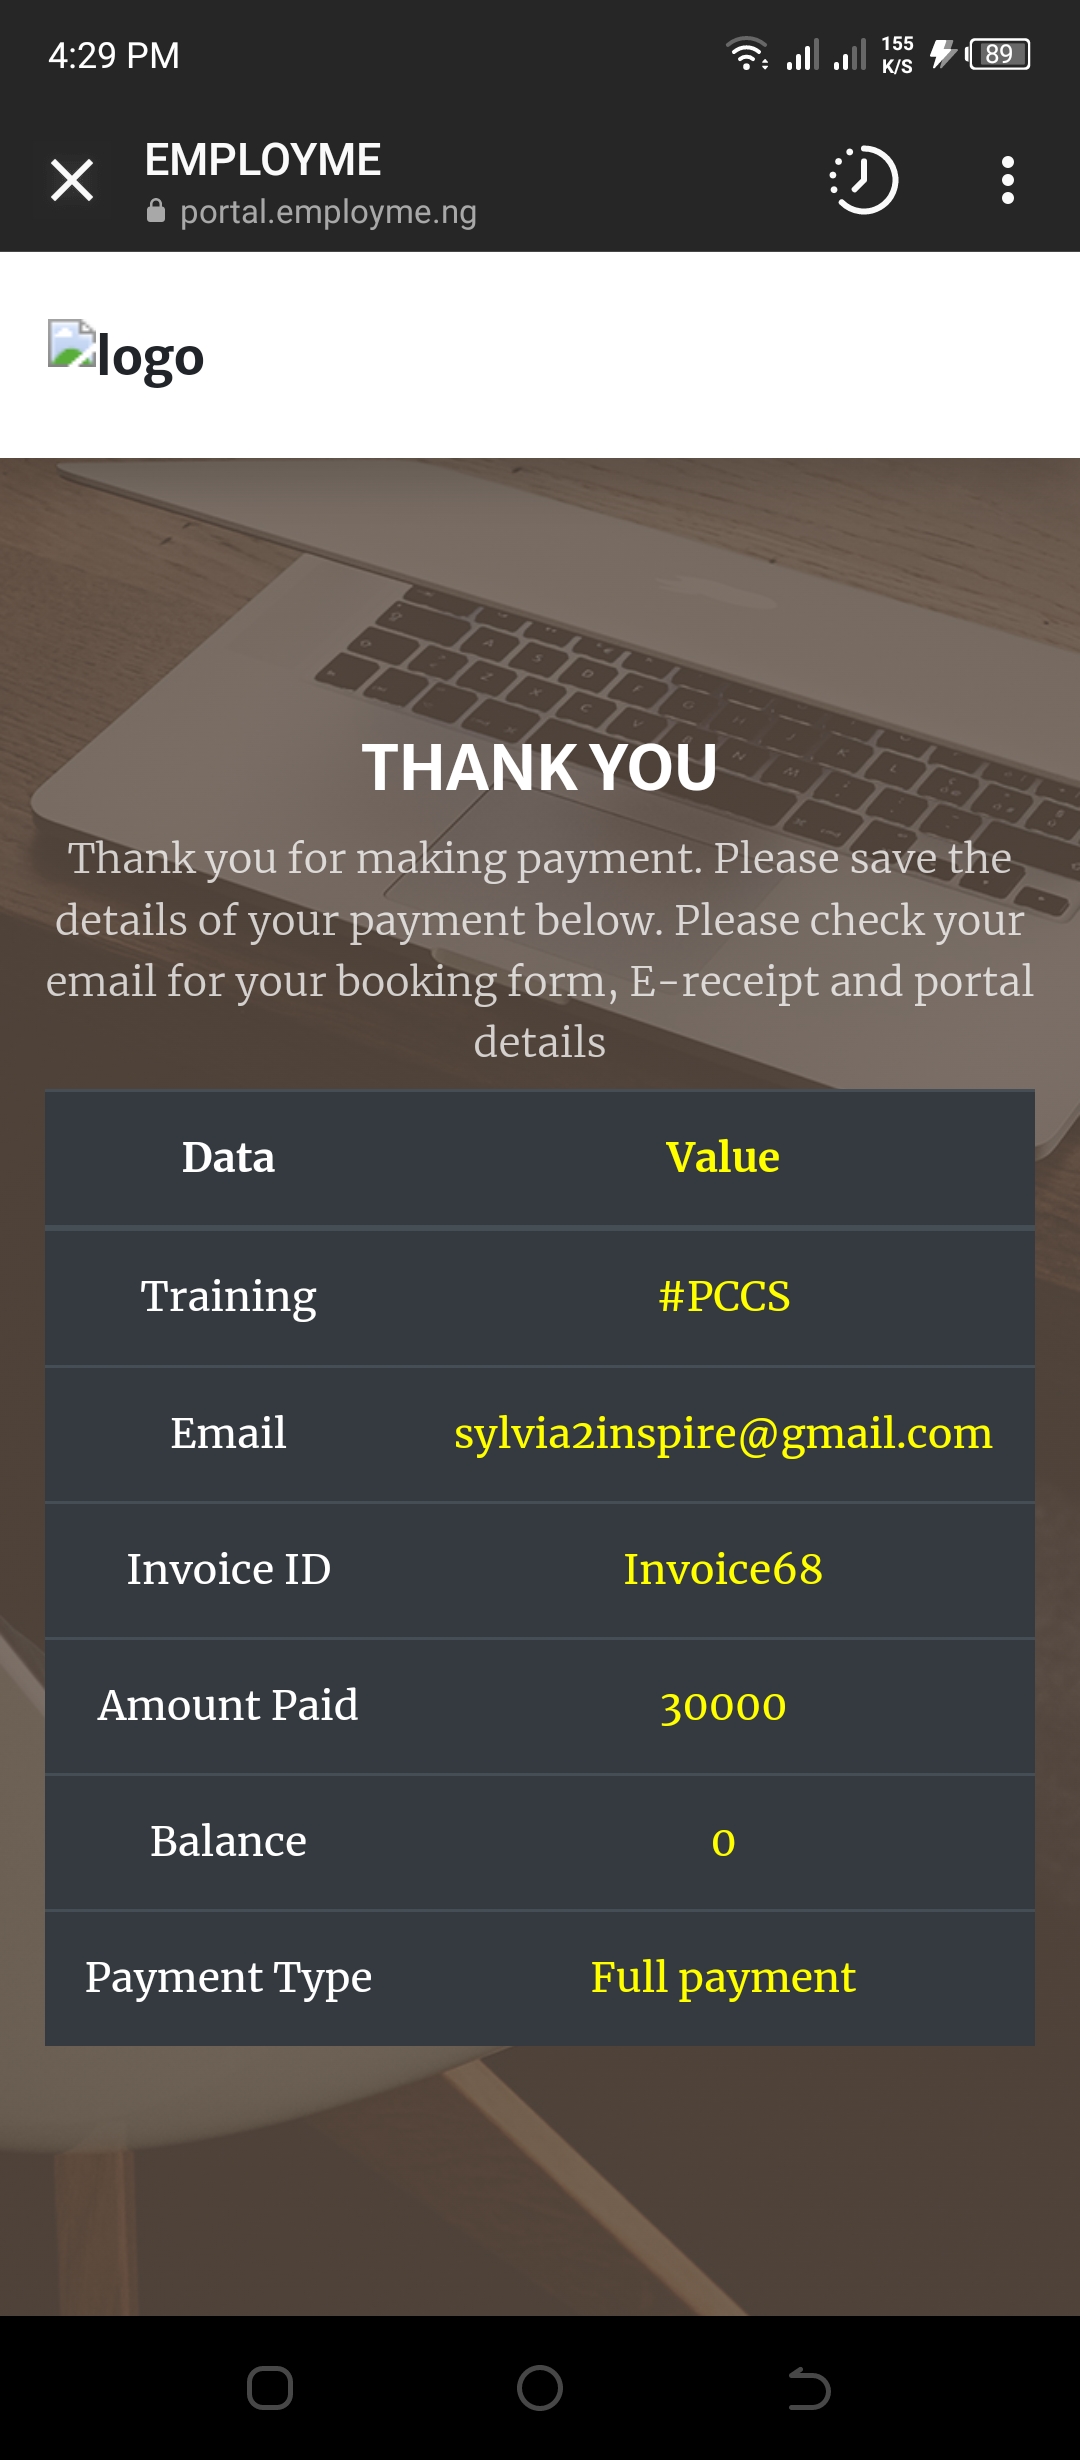 4:29 PM
155
K/S
89
EMPLOYME
portal.employme.ng
logo
THANK YOU
Thank you for making payment. Please save the
details of your payment below. Please check your
email for your booking form, E-receipt and portal
details
Data Value
Training #PCCS
Email sylvia2inspire@gmail.com
Invoice ID Invoice68
Amount Paid 30000
Balance 0
Payment Type Full payment